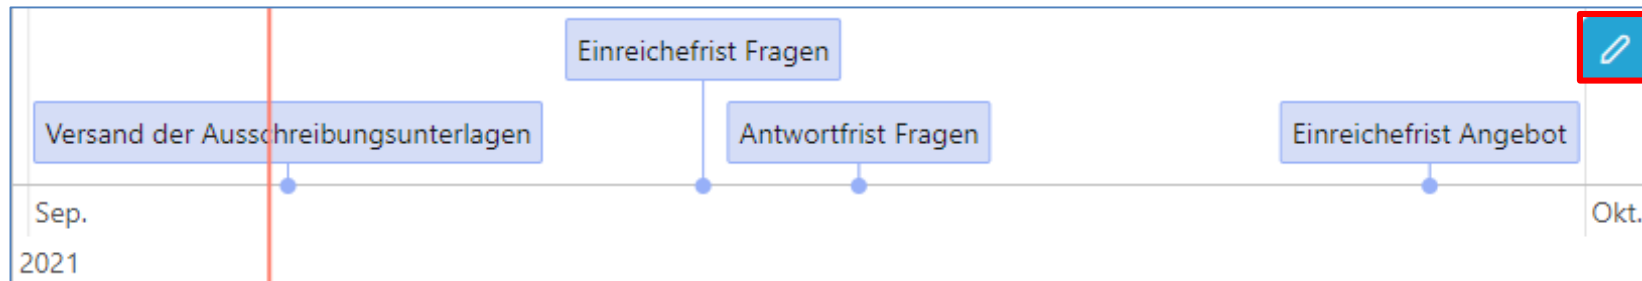 Einreichefrist Fragen
Versand der Ausschreibungsunterlagen
Antwortfrist Fragen
Einreichefrist Angebot
Sep.
Okt.
2021